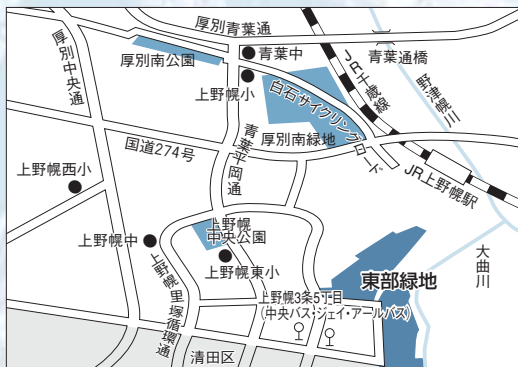 厚別青葉通
厚別中央通
厚別南公園
青葉中
上野幌小
青葉通橋
JR千歳線
野津幌川
白石サイクリングロード
厚別南緑地
青葉平岡通
国道274号
上野幌西小
JR上野幌駅
上野幌
中央公園
上野幌中
上野幌東小
上野幌里塚循環通
大曲川
東部緑地
上野幌3条5丁目
(中央バス・ジェイ・アールバス)
清田区